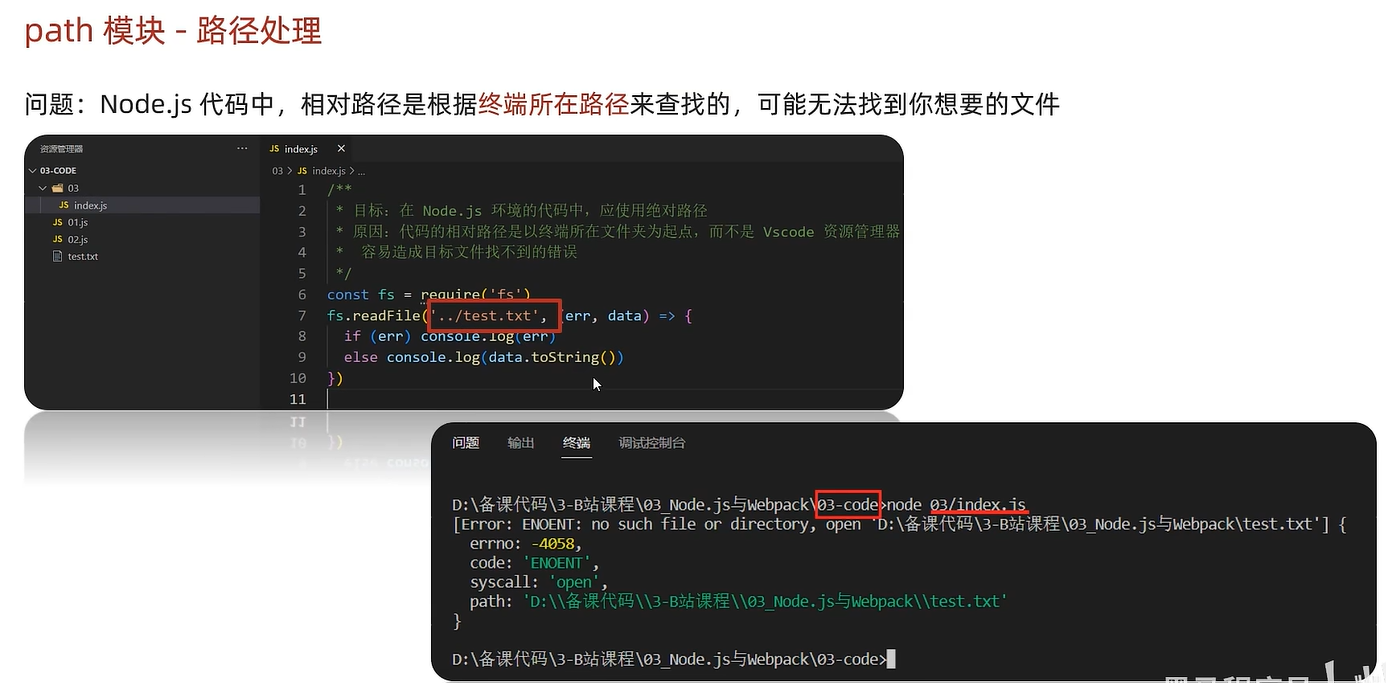 path 模块 - 路径处理
问题：Node.js 代码中，相对路径是根据终端所在路径来查找的，可能无法找到你想要的文件
资源管理器 ···
03-CODE
03
JS index.js
JS 01.js
JS 02.js
test.txt
JS index.js ×
03 > JS index.js > ...
1 /**
2 * 目标：在 Node.js 环境的代码中，应使用绝对路径
3 * 原因：代码的相对路径是以终端所在文件夹为起点，而不是 Vscode 资源管理器
4 * 容易造成目标文件找不到的错误
5 */
6 const fs = require('fs')
7 fs.readFile('../test.txt', (err, data) => {
8 if (err) console.log(err)
9 else console.log(data.toString())
10 })
11
问题 输出 终端 调试控制台
D:\备课代码\3-B站课程\03_Node.js与Webpack\03-code>node 03/index.js
[Error: ENOENT: no such file or directory, open 'D:\备课代码\3-B站课程\03_Node.js与Webpack\test.txt'] {
errno: -4058,
code: 'ENOENT',
syscall: 'open',
path: 'D:\\备课代码\\3-B站课程\\03_Node.js与Webpack\\test.txt'
}
D:\备课代码\3-B站课程\03_Node.js与Webpack\03-code>